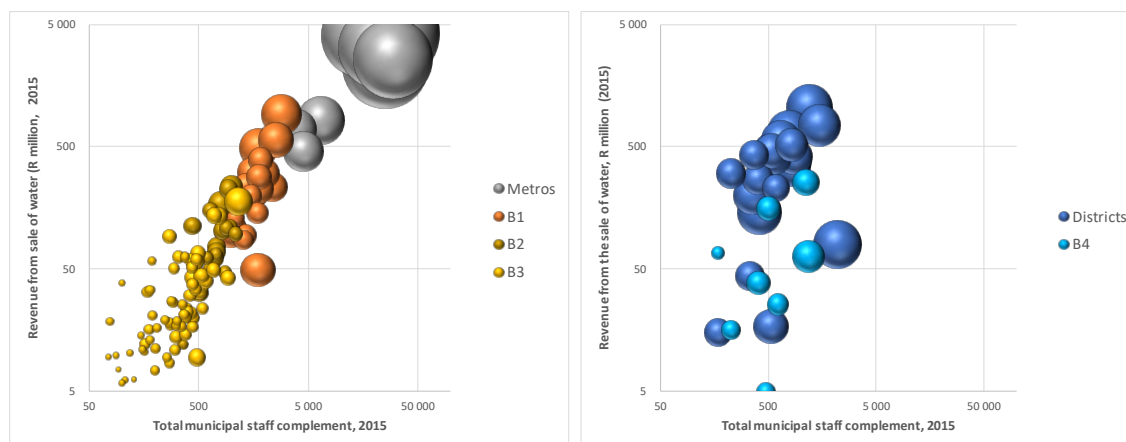 5 000
500
50
5
50
500
5 000
50 000
Revenue from sale of water (R million, 2015
Total municipal staff complement, 2015
Metros
B1
B2
B3
5 000
500
50
5
50
500
5 000
50 000
Revenue from the sale of water, R million (2015)
Total municipal staff complement, 2015
Districts
B4